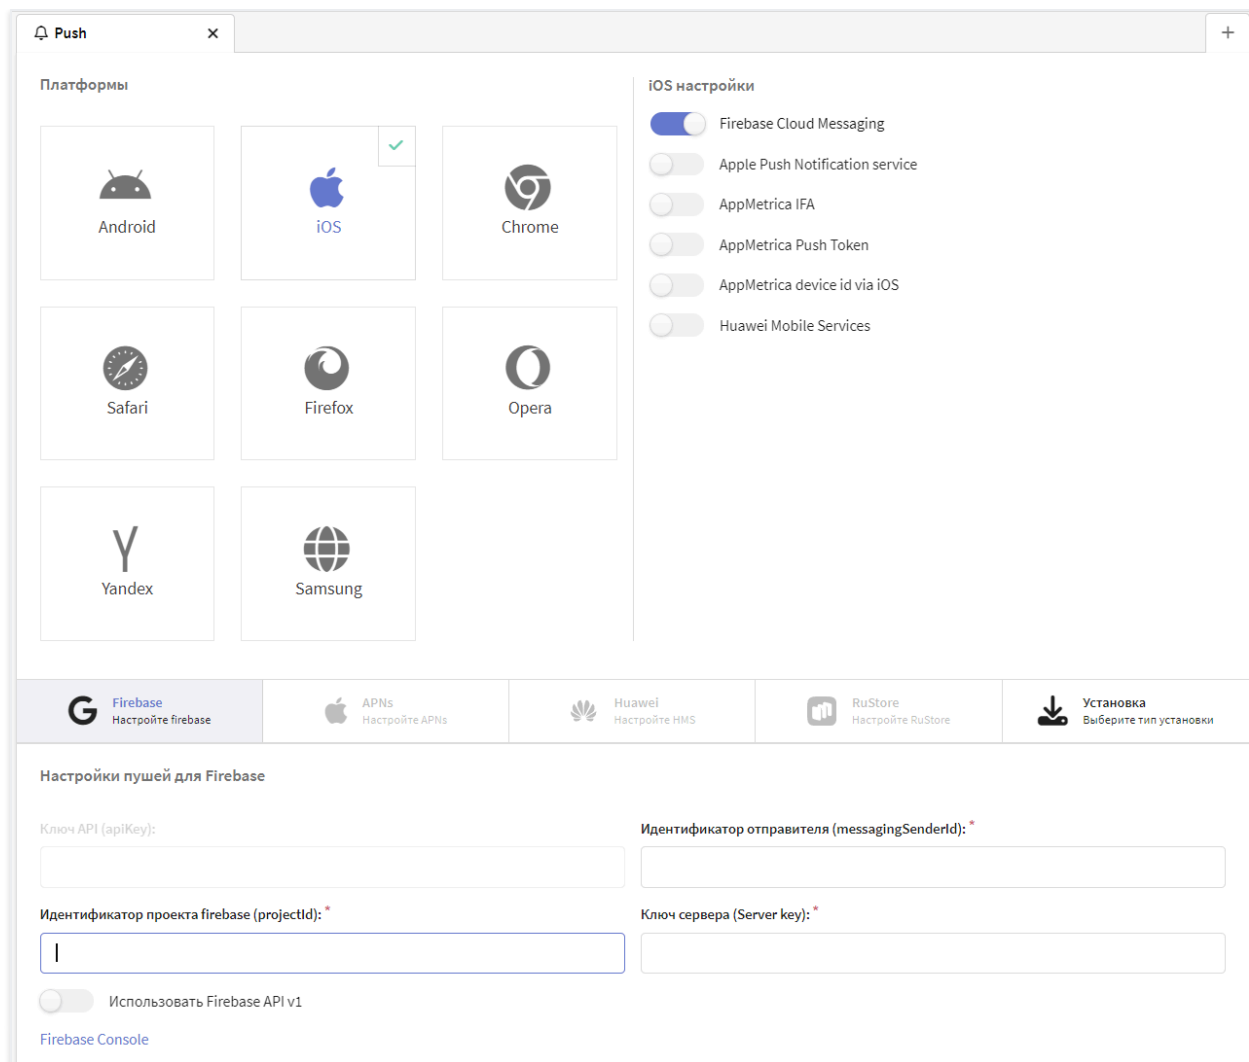 Push
Платформы
Android
iOS
Chrome
Safari
Firefox
Opera
Yandex
Samsung
iOS настройки
Firebase Cloud Messaging
Apple Push Notification service
AppMetrica IFA
AppMetrica Push Token
AppMetrica device id via iOS
Huawei Mobile Services
Firebase
Настройте firebase
APNs
Настройте APNs
Huawei
Настройте HMS
RuStore
Настройте RuStore
Установка
Выберите тип установки
Настройки пушей для Firebase
Ключ API (apiKey):
Идентификатор отправителя (messagingSenderId): *
Идентификатор проекта firebase (projectId): *
Ключ сервера (Server key): *
Использовать Firebase API v1
Firebase Console